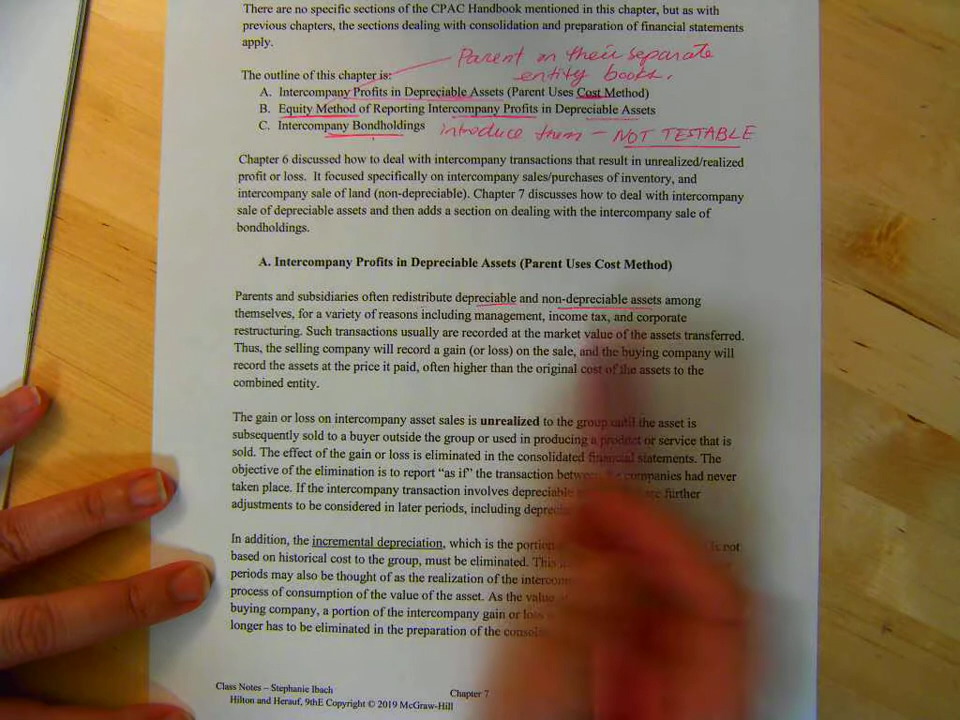 There are no specific sections of the CPAC Handbook mentioned in this chapter, but as with
previous chapters, the sections dealing with consolidation and preparation of financial statements
apply.
Parent on their separate
entity books.
The outline of this chapter is:
A. Intercompany Profits in Depreciable Assets (Parent Uses Cost Method)
B. Equity Method of Reporting Intercompany Profits in Depreciable Assets
C. Intercompany Bondholdings introduce them – NOT TESTABLE
Chapter 6 discussed how to deal with intercompany transactions that result in unrealized/realized
profit or loss. It focused specifically on intercompany sales/purchases of inventory, and
intercompany sale of land (non-depreciable). Chapter 7 discusses how to deal with intercompany
sale of depreciable assets and then adds a section on dealing with the intercompany sale of
bondholdings.
A. Intercompany Profits in Depreciable Assets (Parent Uses Cost Method)
Parents and subsidiaries often redistribute depreciable and non-depreciable assets among
themselves, for a variety of reasons including management, income tax, and corporate
restructuring. Such transactions usually are recorded at the market value of the assets transferred.
Thus, the selling company will record a gain (or loss) on the sale, and the buying company will
record the assets at the price it paid, often higher than the original cost of the assets to the
combined entity.
The gain or loss on intercompany asset sales is unrealized to the group until the asset is
subsequently sold to a buyer outside the group or used in producing a product or service that is
sold. The effect of the gain or loss is eliminated in the consolidated financial statements. The
objective of the elimination is to report "as if" the transaction between companies had never
taken place. If the intercompany transaction involves depreciable further
adjustments to be considered in later periods, including
In addition, the incremental depreciation, which is the portion not
based on historical cost to the group, must be eliminated.
periods may also be thought of as the realization of the
process of consumption of the value of the asset. As the value
buying company, a portion of the intercompany gain or
longer has to be eliminated in the preparation of the
Class Notes – Stephanie Ibach Chapter 7
Hilton and Herauf, 9thE Copyright © 2019 McGraw-Hill